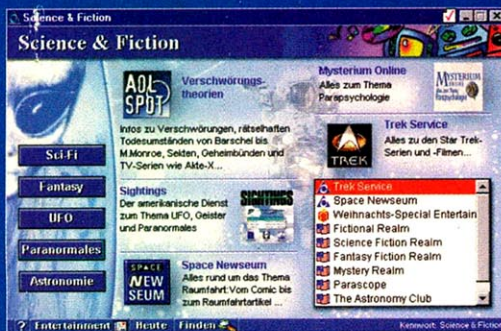 Science & Fiction
Science & Fiction
AOL SPOT
Verschwörungs-
theorien
Infos zu Verschwörungen, rätselhaften
Todesumständen von Barschel bis
M.Monroe, Sekten, Geheimbünden und
TV-Serien wie Akte-X...
Mysterium Online
Alles zum Thema
Parapsychologie
MYSTERIUM
TREK
Trek Service
Alles zu den Star Trek-
Serien und -Filmen...
Sci-Fi
Fantasy
UFO
Paranormales
Astronomie
Sightings
Der amerikanische Dienst
zum Thema UFO, Geister
und Paranormales
SIGHTINGS
SPACE
NEW
SEUM
Space Newseum
Alles rund um das Thema
Raumfahrt: Vom Comic bis
zum Raumfahrtartikel ...
Trek Service
Space Newseum
Weihnachts-Special Entertain
Fictional Realm
Science Fiction Realm
Fantasy Fiction Realm
Mystery Realm
Parascope
The Astronomy Club
? Entertainment Heute Finden
Kennwort: Science & Fiction